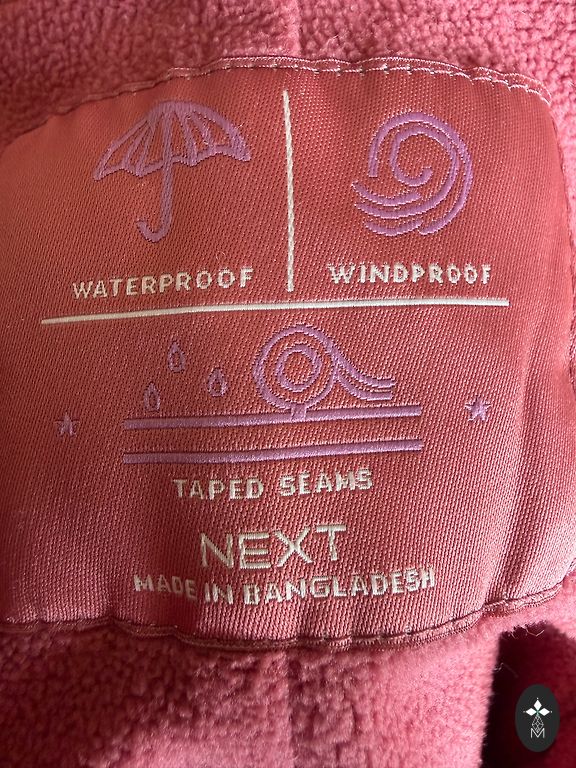 WATERPROOF
WINDPROOF
TAPED SEAMS
NEXT
MADE IN BANGLADESH
M